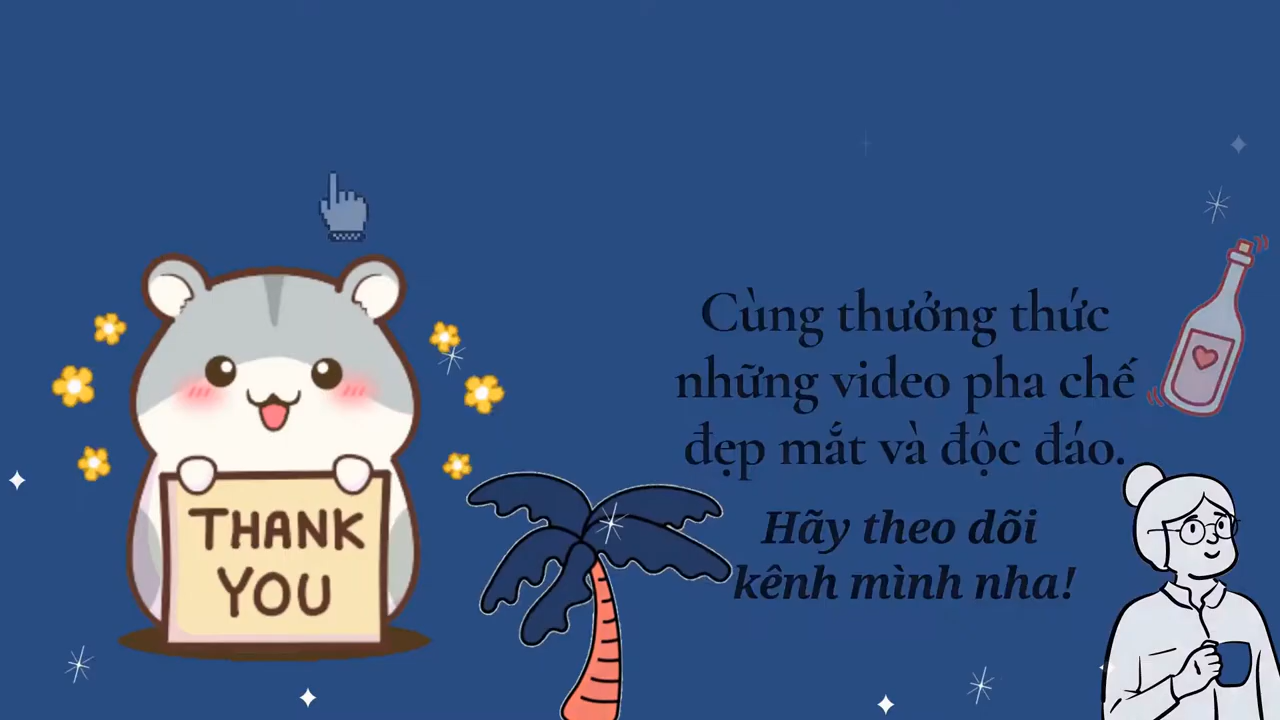 THANK
YOU
Cùng thưởng thức
những video pha chế
đẹp mắt và độc đáo.
Hãy theo dõi
kênh mình nha!